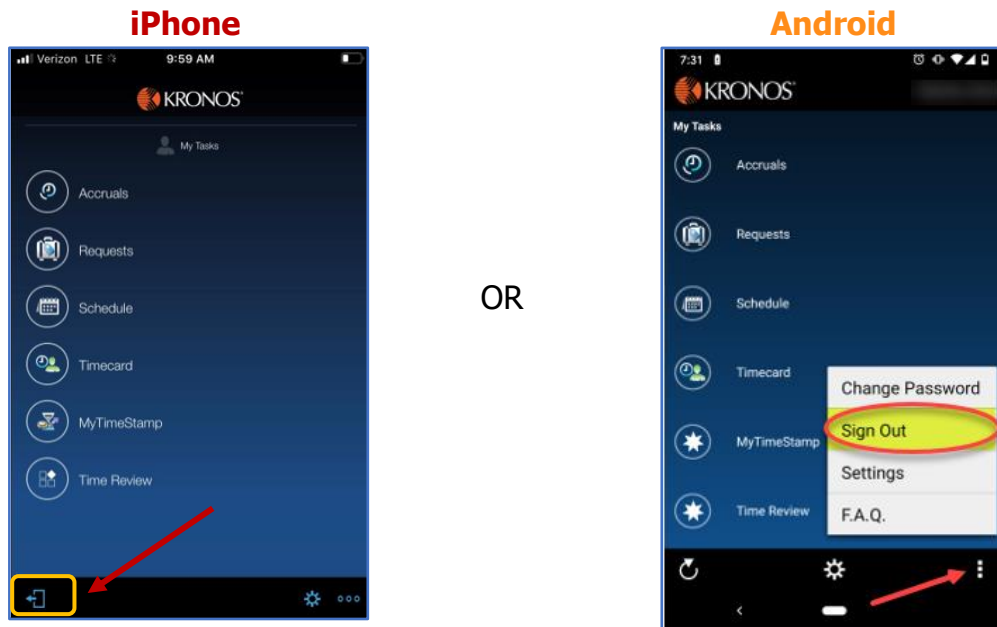 iPhone
Verizon LTE 9:59 AM
KRONOS
My Tasks
Accruals
Requests
Schedule
Timecard
MyTimeStamp
Time Review
OR
Android
7:31
KRONOS
My Tasks
Accruals
Requests
Schedule
Timecard
MyTimeStamp
Time Review
Change Password
Sign Out
Settings
F.A.Q.